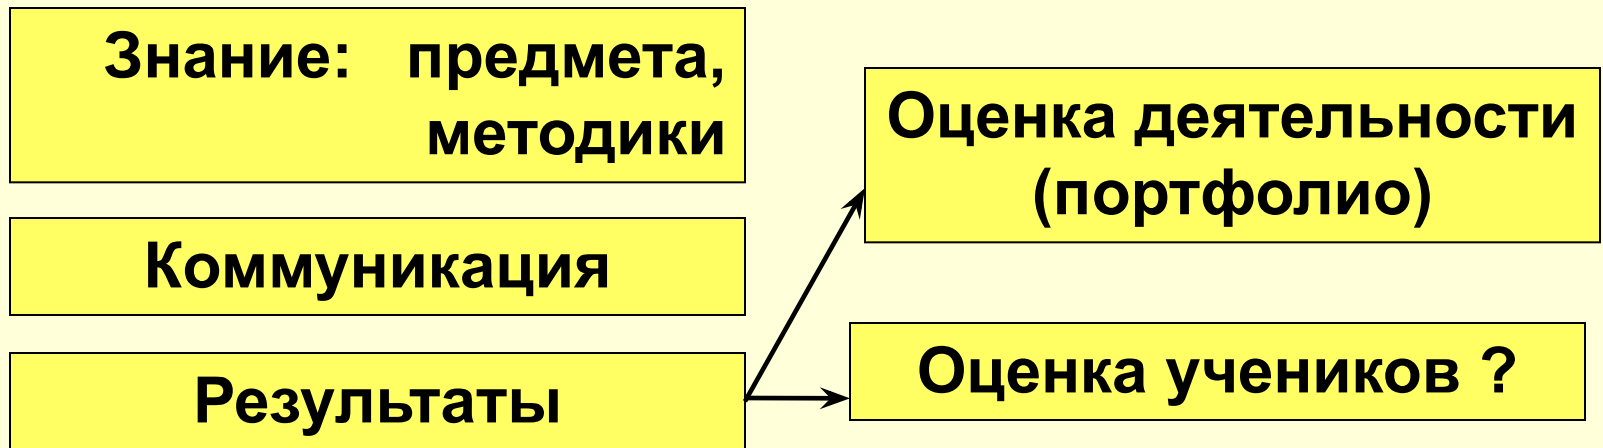 Знание: предмета,
методики
Коммуникация
Результаты
Оценка деятельности
(портфолио)
Оценка учеников ?